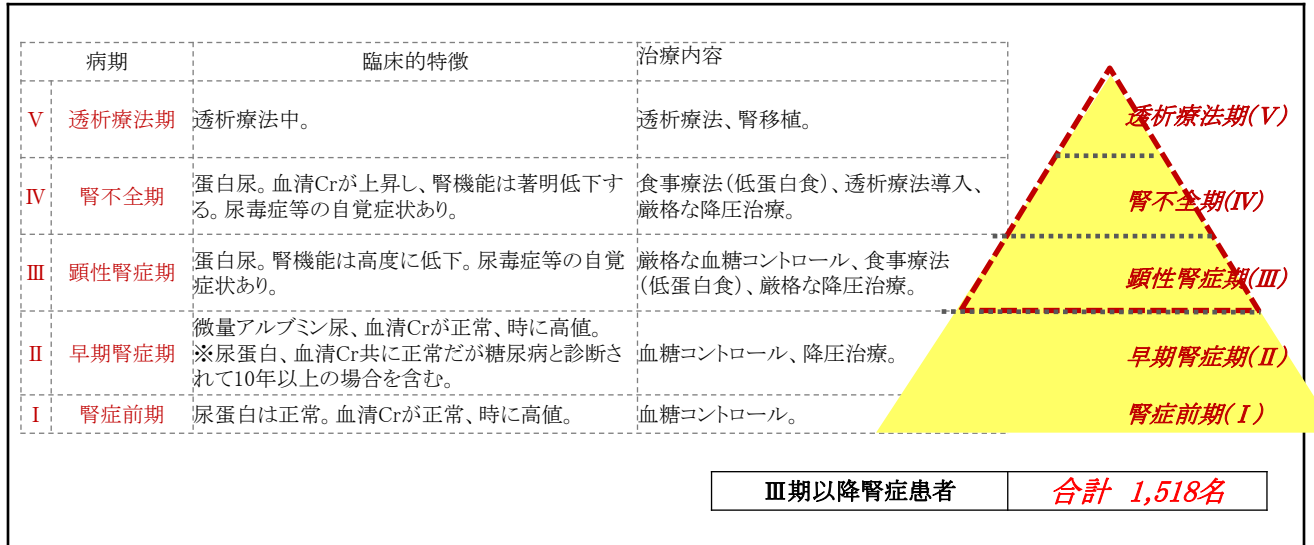 病期 臨床的特徴 治療内容
Ⅴ 透析療法期 透析療法中。 透析療法、腎移植。
Ⅳ 腎不全期
蛋白尿。血清Crが上昇し、腎機能は著明低下す
る。尿毒症等の自覚症状あり。
食事療法(低蛋白食)、透析療法導入、
厳格な降圧治療。
Ⅲ 顕性腎症期
蛋白尿。腎機能は高度に低下。尿毒症等の自覚
症状あり。
厳格な血糖コントロール、食事療法
(低蛋白食)、厳格な降圧治療。
Ⅱ 早期腎症期
微量アルブミン尿、血清Crが正常、時に高値。
※尿蛋白、血清Cr共に正常だが糖尿病と診断さ
れて10年以上の場合を含む。
血糖コントロール、降圧治療。
Ⅰ 腎症前期 尿蛋白は正常。血清Crが正常、時に高値。 血糖コントロール。
透析療法期(Ⅴ)
腎不全期(Ⅳ)
顕性腎症期(Ⅲ)
早期腎症期(Ⅱ)
腎症前期(Ⅰ)
Ⅲ期以降腎症患者 合計 1,518名